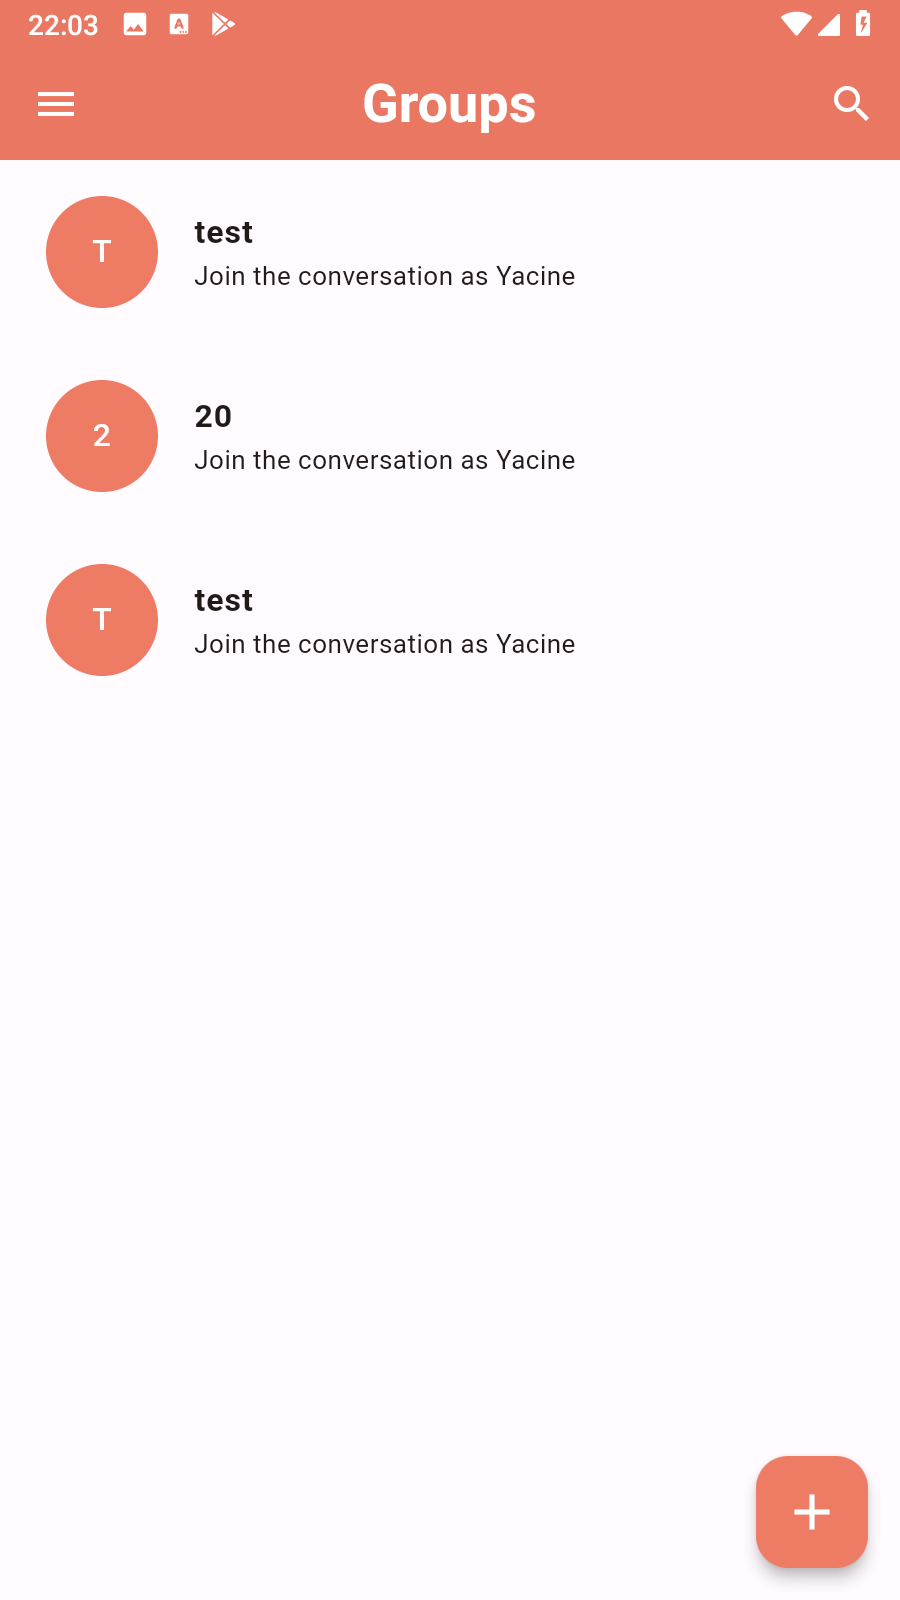 22:03
Groups
T
test
Join the conversation as Yacine
2
20
Join the conversation as Yacine
T
test
Join the conversation as Yacine